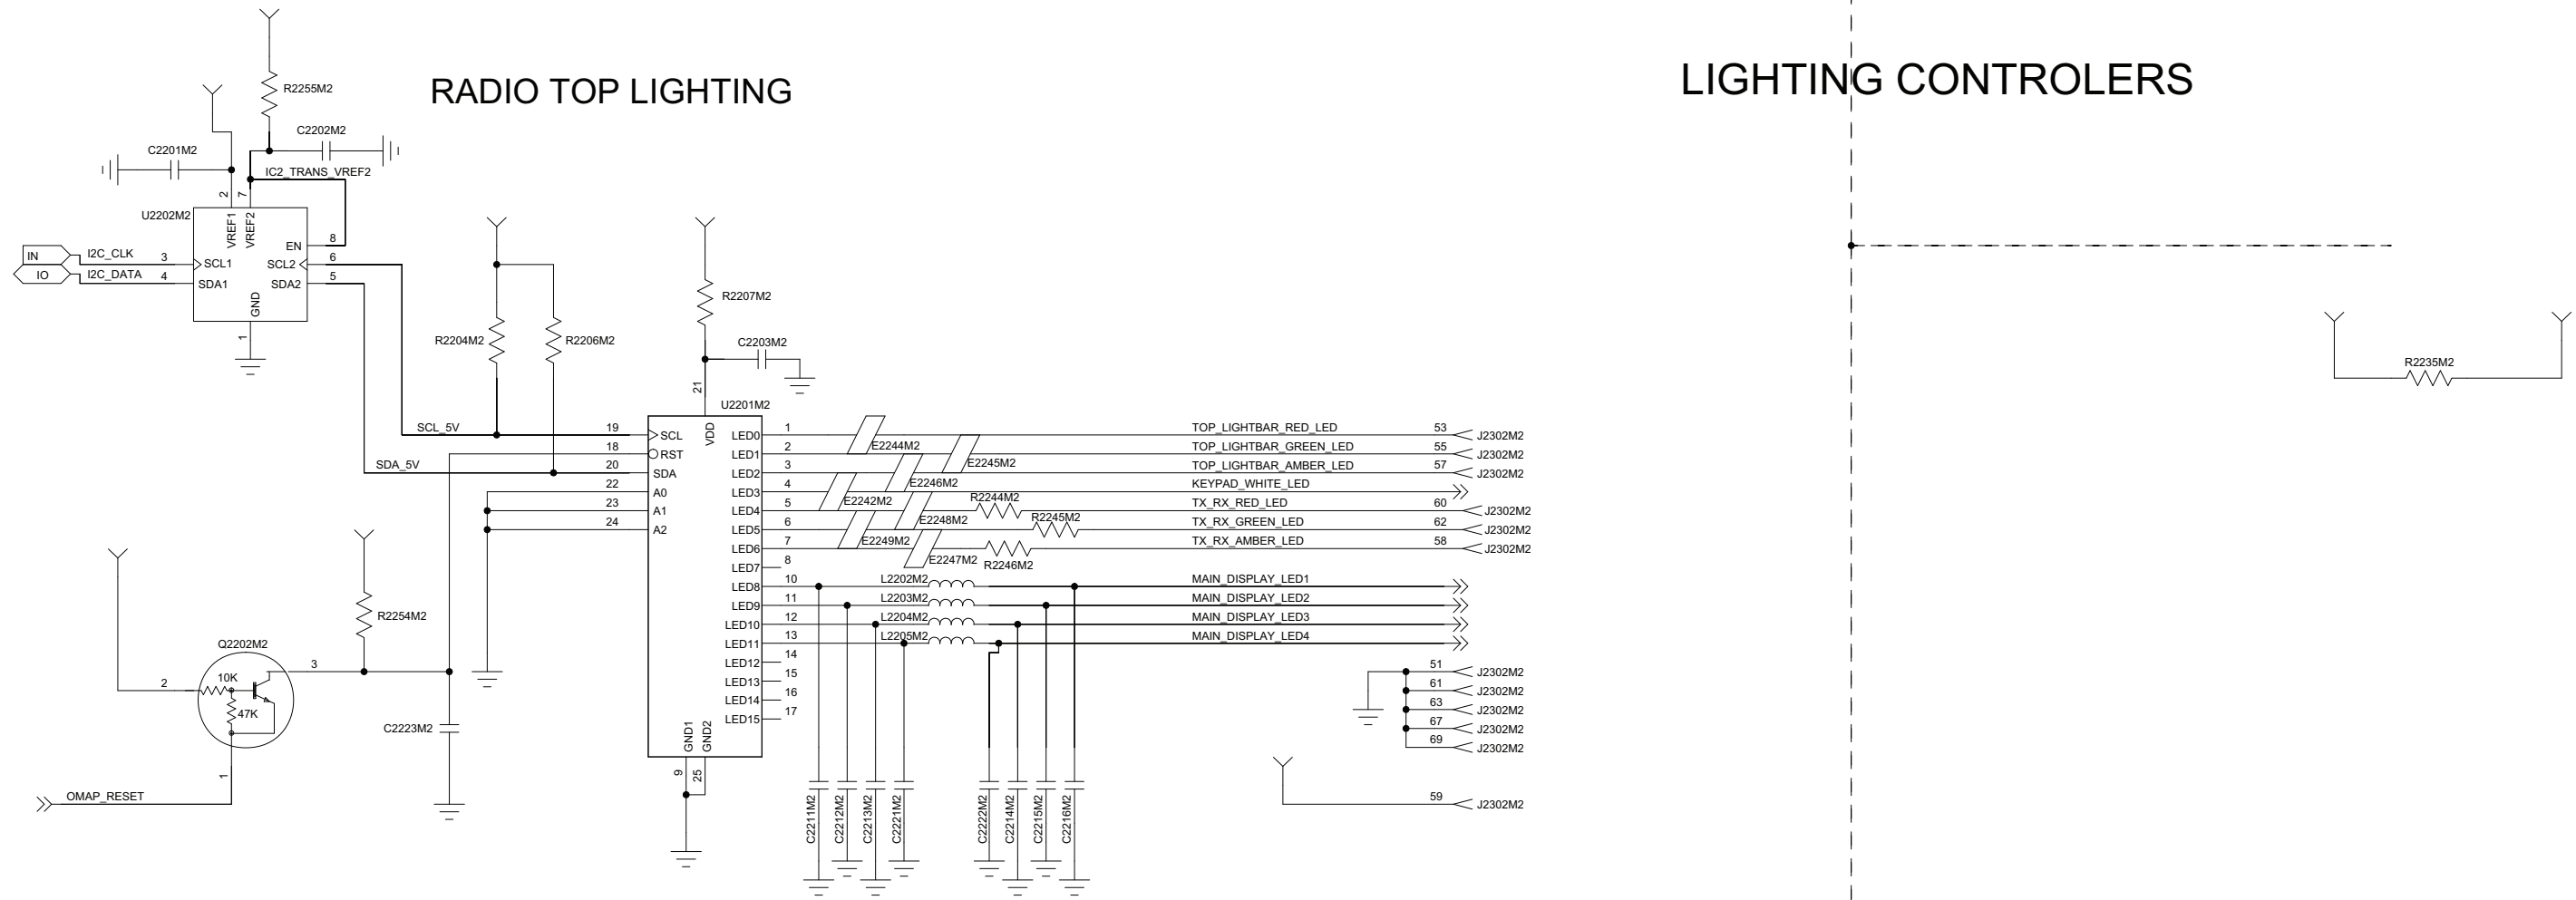 RADIO TOP LIGHTING
LIGHTING CONTROLERS
R2255M2
C2202M2
C2201M2
IC2_TRANS_VREF2
2
7
U2202M2
VREF1
VREF2
EN
8
IN
I2C_CLK
3
SCL1
SCL2
6
IO
I2C_DATA
4
SDA1
SDA2
5
GND
1
R2207M2
R2204M2
R2206M2
C2203M2
R2235M2
21
U2201M2
VDD
SCL_5V
19
SCL
LED0
1
TOP_LIGHTBAR_RED_LED
53
J2302M2
E2244M2
18
RST
LED1
2
TOP_LIGHTBAR_GREEN_LED
55
J2302M2
SDA_5V
20
SDA
LED2
3
E2245M2
TOP_LIGHTBAR_AMBER_LED
57
J2302M2
E2246M2
22
A0
LED3
4
KEYPAD_WHITE_LED
E2242M2
R2244M2
23
A1
LED4
5
TX_RX_RED_LED
60
J2302M2
E2248M2
R2245M2
24
A2
LED5
6
TX_RX_GREEN_LED
62
J2302M2
E2249M2
LED6
7
TX_RX_AMBER_LED
58
J2302M2
E2247M2
R2246M2
LED7
8
LED8
10
L2202M2
MAIN_DISPLAY_LED1
LED9
11
L2203M2
MAIN_DISPLAY_LED2
LED10
12
L2204M2
MAIN_DISPLAY_LED3
LED11
13
L2205M2
MAIN_DISPLAY_LED4
LED12
14
LED13
15
LED14
16
LED15
17
R2254M2
Q2202M2
3
2
10K
47K
1
C2223M2
OMAP_RESET
GND1
GND2
9
25
51
J2302M2
61
J2302M2
63
J2302M2
67
J2302M2
69
J2302M2
59
J2302M2
C2211M2
C2212M2
C2213M2
C2221M2
C2222M2
C2214M2
C2215M2
C2216M2